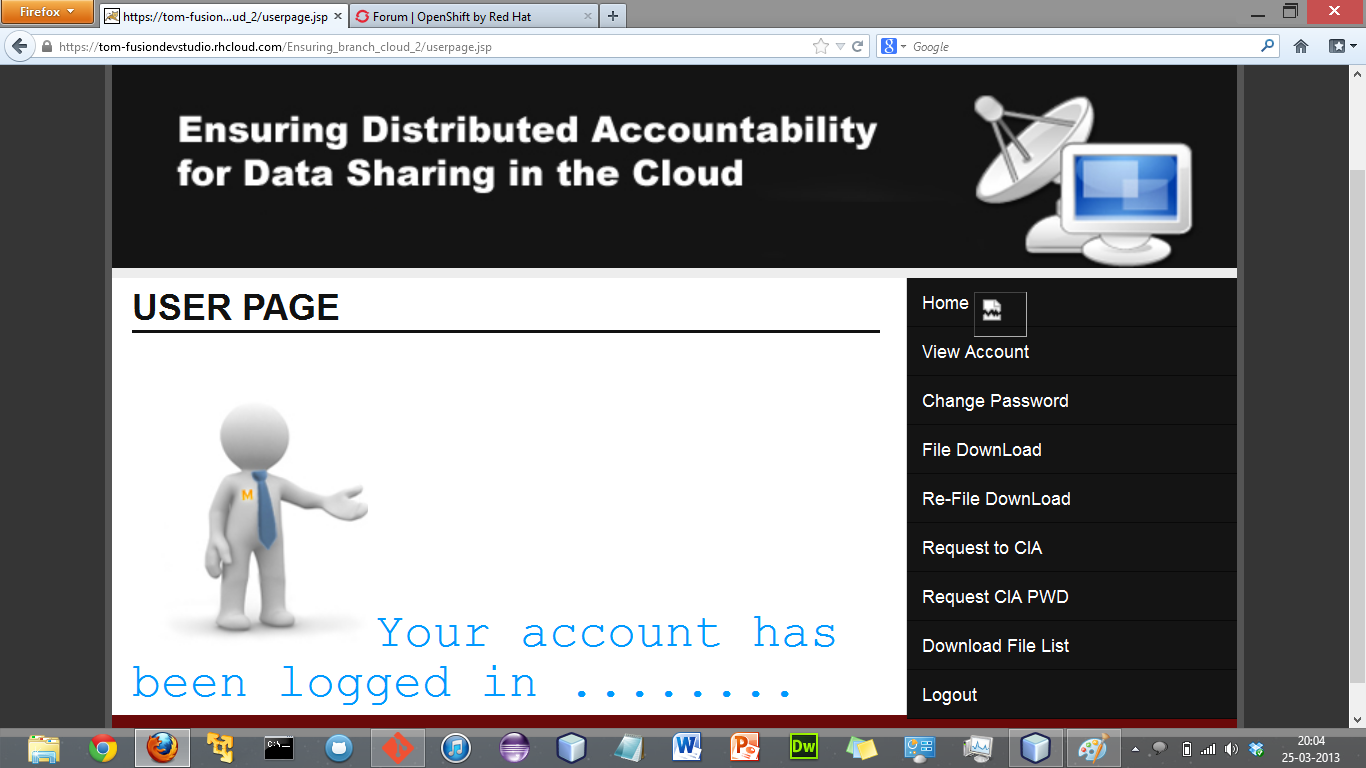 Firefox
https://tom-fusion...ud_2/userpage.jsp
Forum | OpenShift by Red Hat
https://tom-fusiondevstudio.rhcloud.com/Ensuring_branch_cloud_2/userpage.jsp
Google
Ensuring Distributed Accountability
for Data Sharing in the Cloud
USER PAGE
M
Your account has
been logged in ........
Home
View Account
Change Password
File DownLoad
Re-File DownLoad
Request to CIA
Request CIA PWD
Download File List
Logout
20:04
25-03-2013